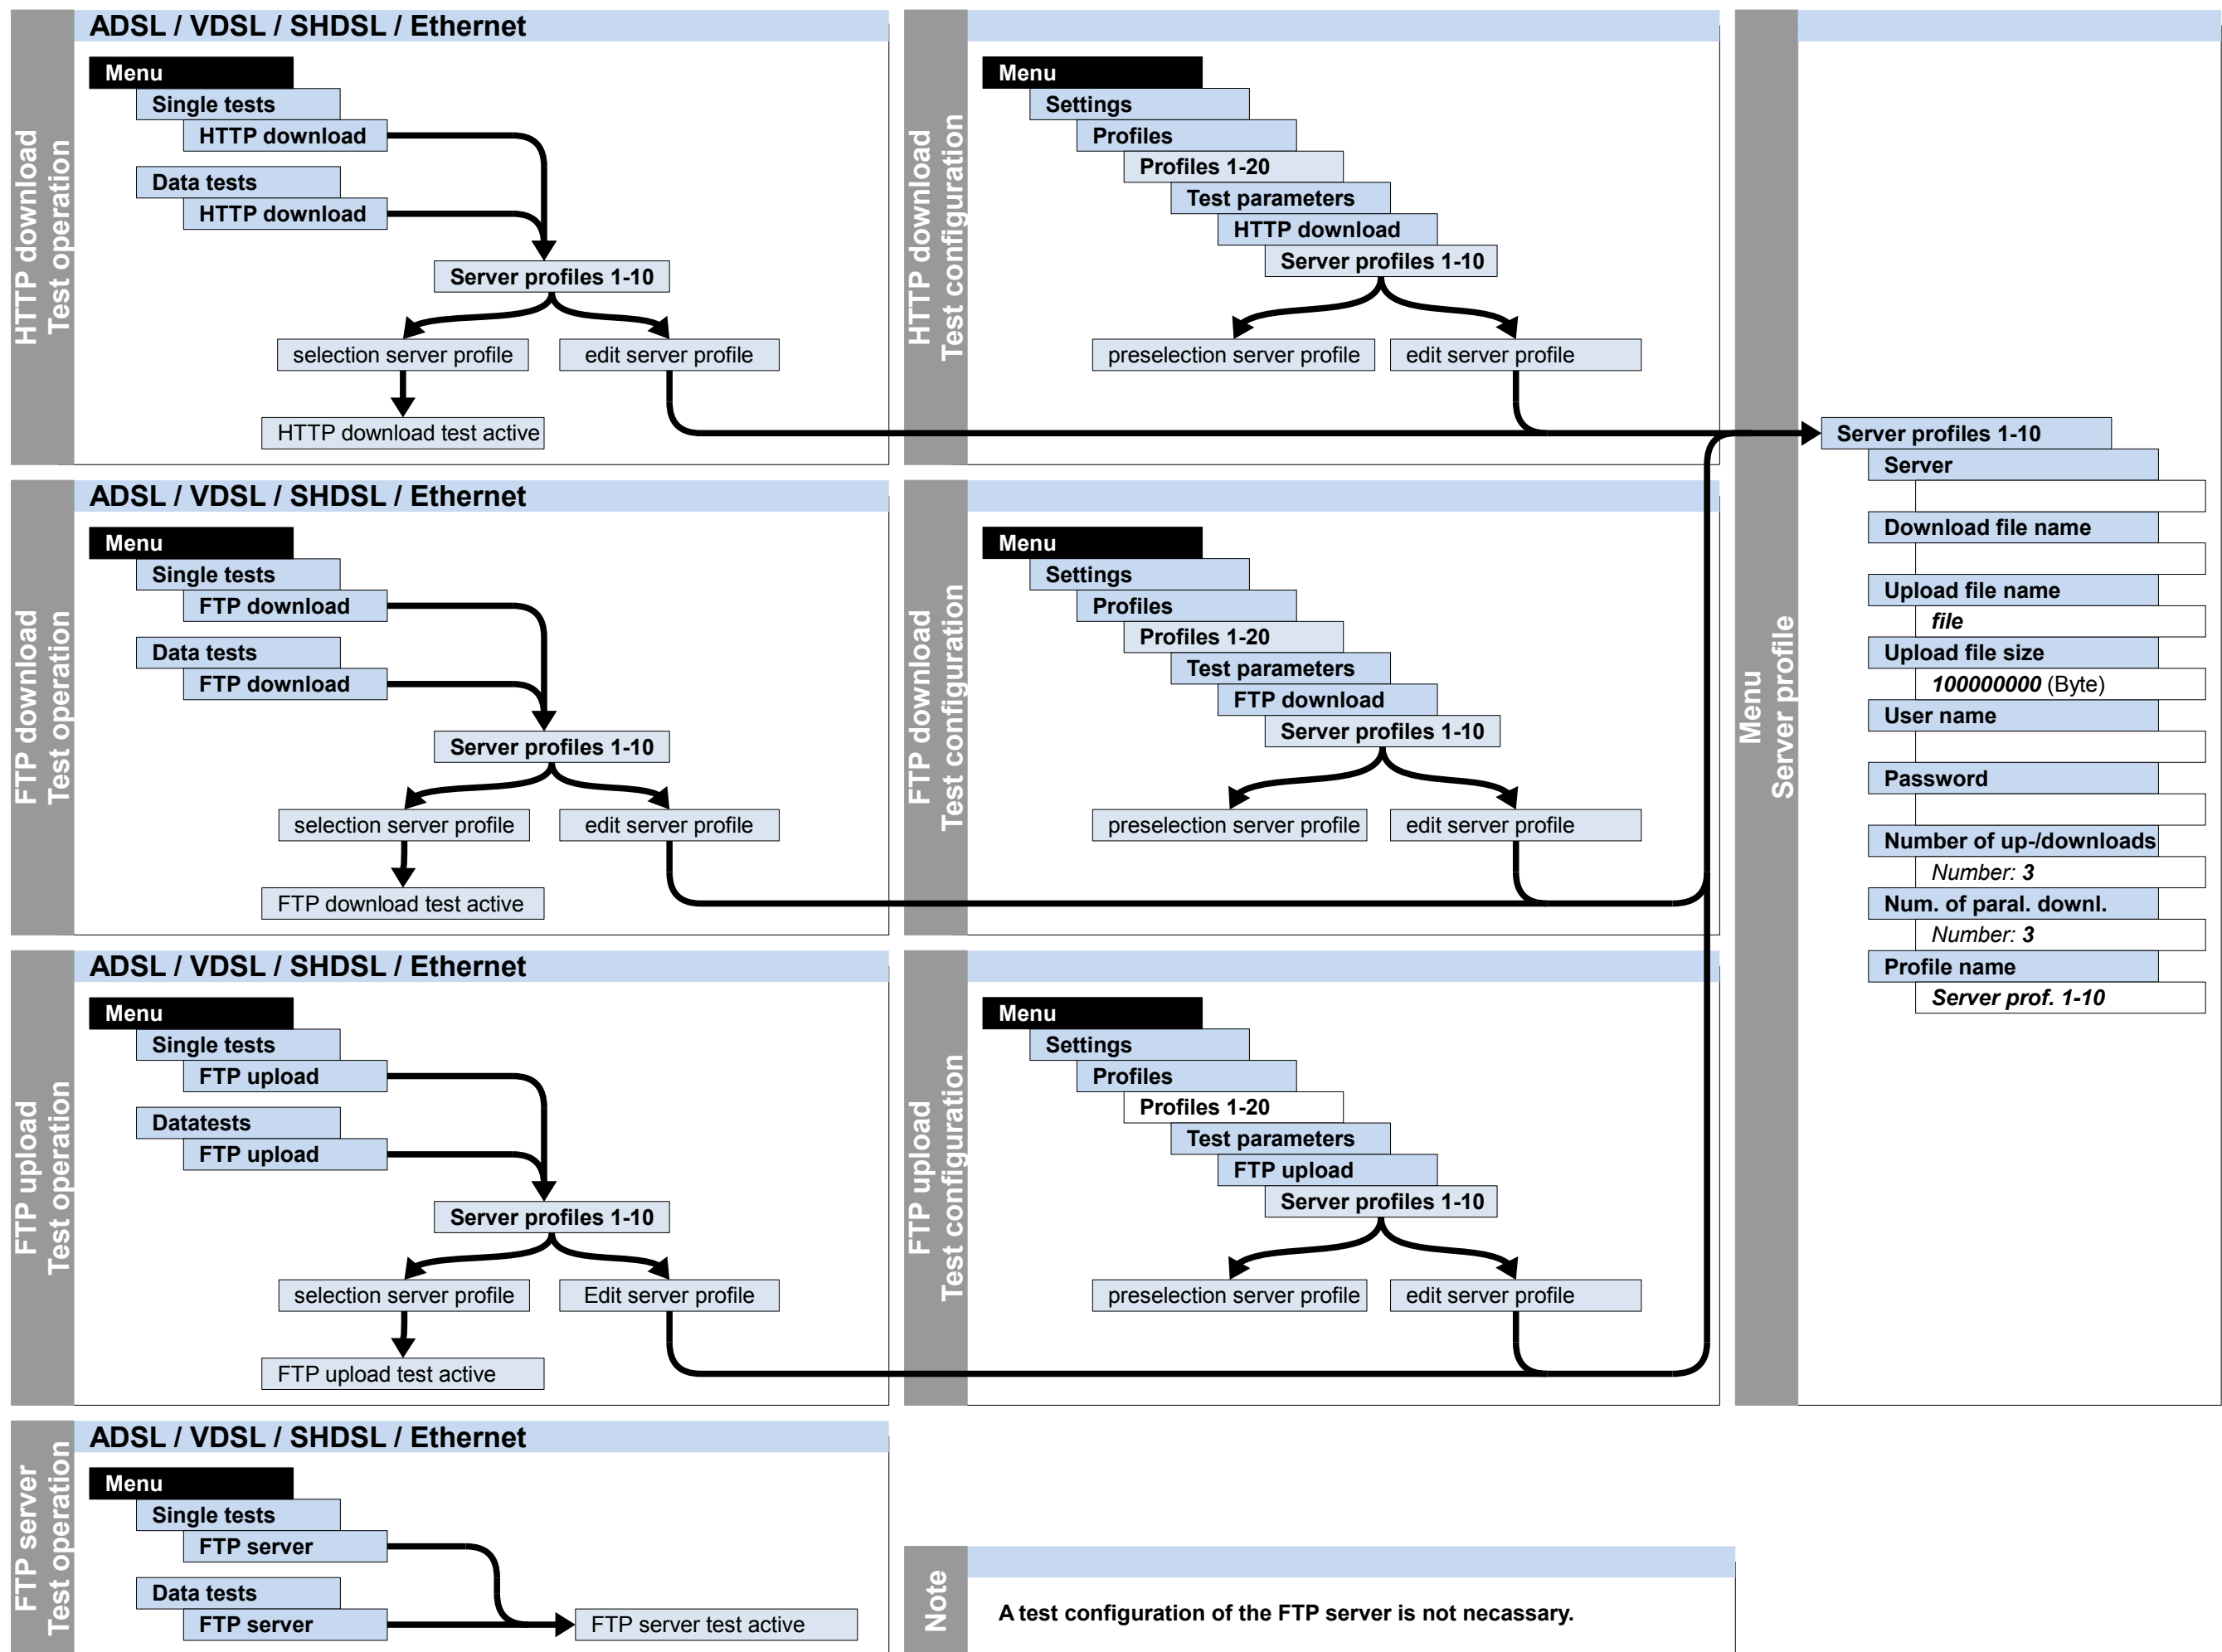 HTTP download
Test operation
ADSL / VDSL / SHDSL / Ethernet
Menu
Single tests
HTTP download
Data tests
HTTP download
Server profiles 1-10
selection server profile
edit server profile
HTTP download test active
HTTP download
Test configuration
Menu
Settings
Profiles
Profiles 1-20
Test parameters
HTTP download
Server profiles 1-10
preselection server profile
edit server profile
FTP download
Test operation
ADSL / VDSL / SHDSL / Ethernet
Menu
Single tests
FTP download
Data tests
FTP download
Server profiles 1-10
selection server profile
edit server profile
FTP download test active
FTP download
Test configuration
Menu
Settings
Profiles
Profiles 1-20
Test parameters
FTP download
Server profiles 1-10
preselection server profile
edit server profile
FTP upload
Test operation
ADSL / VDSL / SHDSL / Ethernet
Menu
Single tests
FTP upload
Datatests
FTP upload
Server profiles 1-10
selection server profile
Edit server profile
FTP upload test active
FTP upload
Test configuration
Menu
Settings
Profiles
Profiles 1-20
Test parameters
FTP upload
Server profiles 1-10
preselection server profile
edit server profile
Menu
Server profile
Server profiles 1-10
Server
Download file name
Upload file name
file
Upload file size
100000000 (Byte)
User name
Password
Number of up-/downloads
Number: 3
Num. of paral. downl.
Number: 3
Profile name
Server prof. 1-10
FTP server
Test operation
ADSL / VDSL / SHDSL / Ethernet
Menu
Single tests
FTP server
Data tests
FTP server
FTP server test active
Note
A test configuration of the FTP server is not necassary.